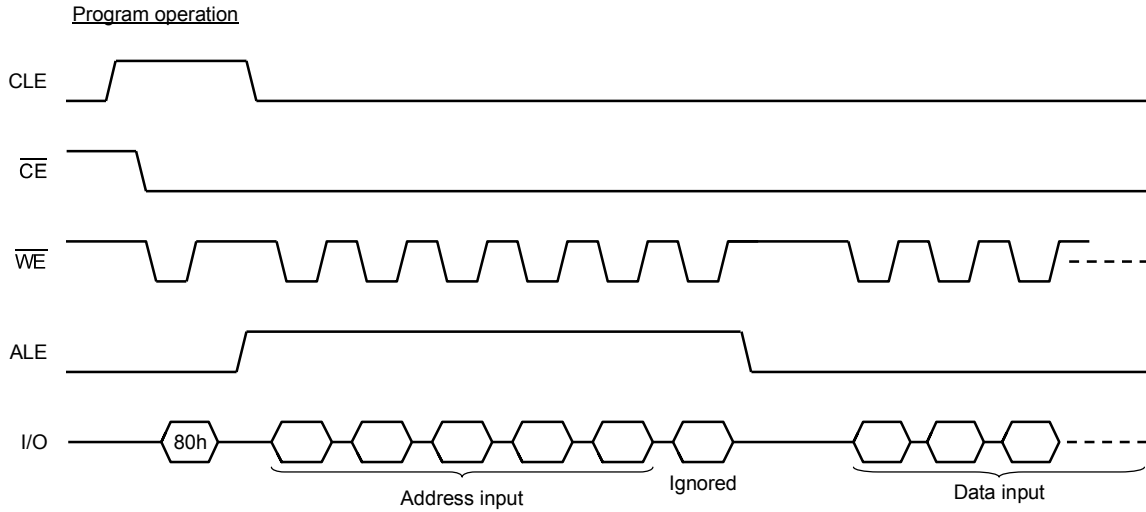 Program operation
CLE
CE
WE
ALE
I/O
80h
Address input
Ignored
Data input